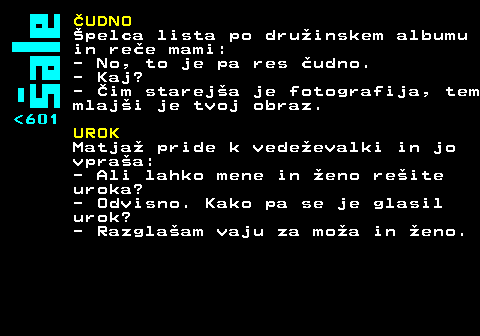 Šale
<601
ČUDNO
Špelca lista po družinskem albumu
in reče mami:
- No, to je pa res čudno.
- Kaj?
- Čim starejša je fotografija, tem
mlajši je tvoj obraz.
UROK
Matjaž pride k vedeževalki in jo
vpraša:
- Ali lahko mene in ženo rešite
uroka?
- Odvisno. Kako pa se je glasil
urok?
- Razglašam vaju za moža in ženo.